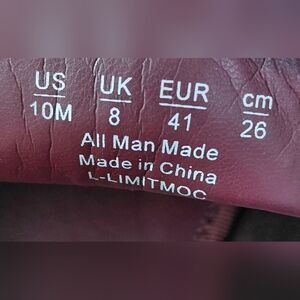 US UK EUR cm
10M 8 41 26
All Man Made
Made in China
L-LIMITMOC